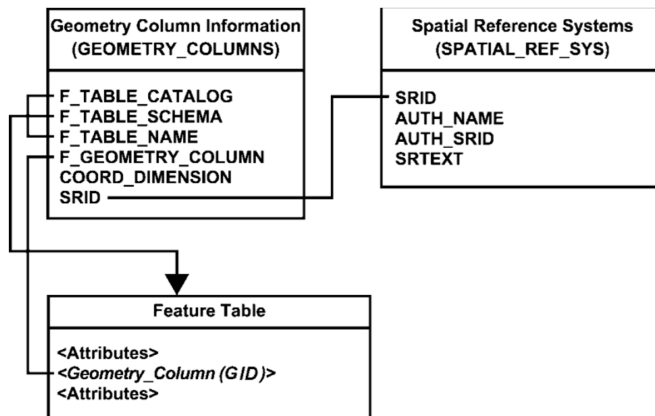 Geometry Column Information
(GEOMETRY_COLUMNS)
F_TABLE_CATALOG
F_TABLE_SCHEMA
F_TABLE_NAME
F_GEOMETRY_COLUMN
COORD_DIMENSION
SRID
Spatial Reference Systems
(SPATIAL_REF_SYS)
SRID
AUTH_NAME
AUTH_SRID
SRTEXT
Feature Table
<Attributes>
<Geometry_Column (GID)>
<Attributes>